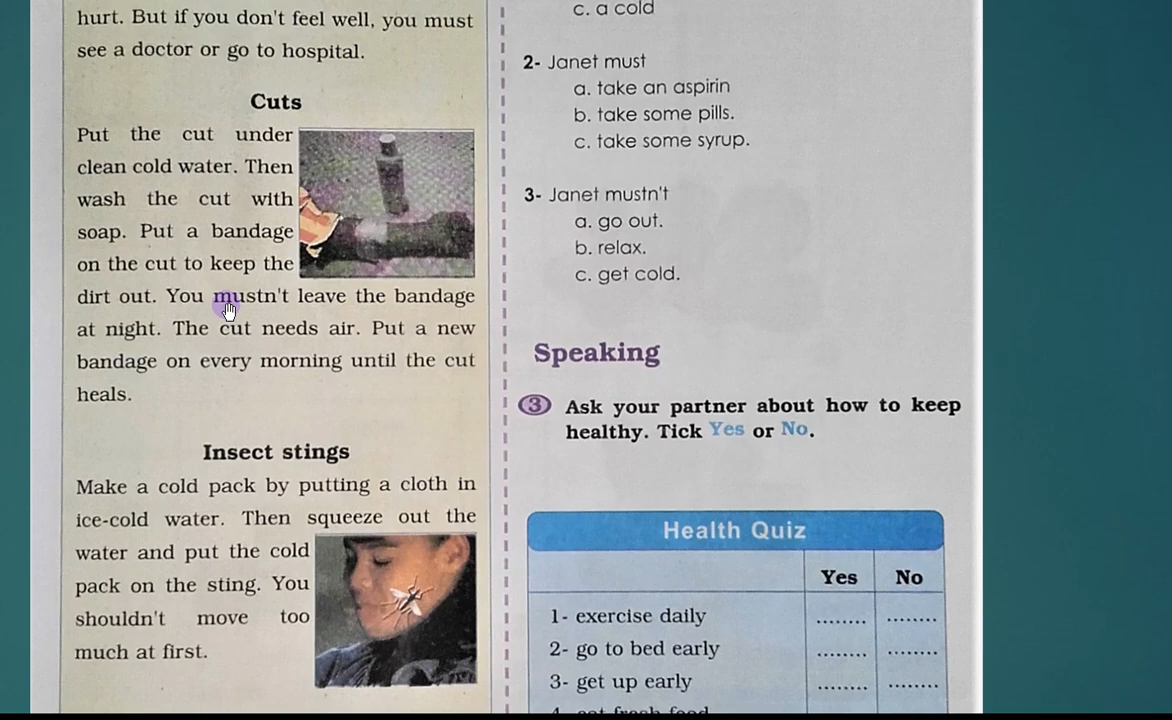 hurt. But if you don't feel well, you must
see a doctor or go to hospital.
Cuts
Put the cut under
clean cold water. Then
wash the cut with
soap. Put a bandage
on the cut to keep the
dirt out. You mustn't leave the bandage
at night. The cut needs air. Put a new
bandage on every morning until the cut
heals.
Insect stings
Make a cold pack by putting a cloth in
ice-cold water. Then squeeze out the
water and put the cold
pack on the sting. You
shouldn't move too
much at first.
c. a cold
2- Janet must
a. take an aspirin
b. take some pills.
c. take some syrup.
3- Janet mustn't
a. go out.
b. relax.
c. get cold.
Speaking
3 Ask your partner about how to keep
healthy. Tick Yes or No.
Health Quiz
Yes No
1- exercise daily ........ ........
2- go to bed early ........ ........
3- get up early ........ ........
4- eat fresh food